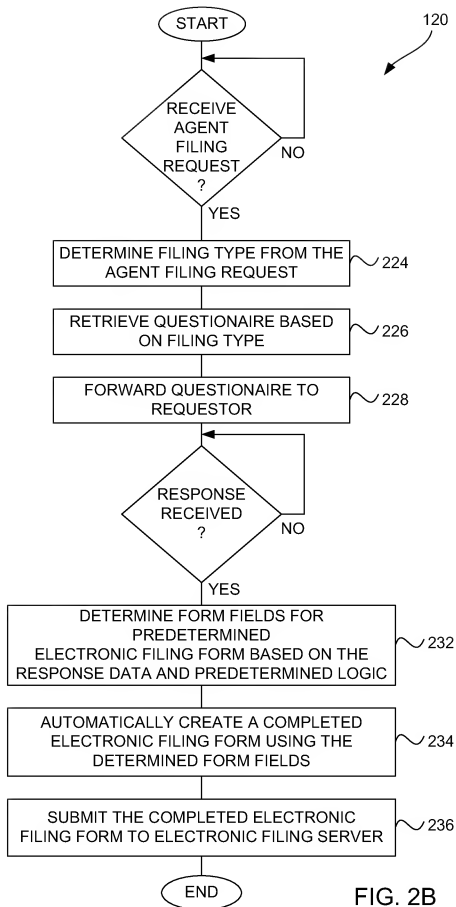 START
120
RECEIVE
AGENT
FILING
REQUEST
?
NO
YES
DETERMINE FILING TYPE FROM THE
AGENT FILING REQUEST
224
RETRIEVE QUESTIONAIRE BASED
ON FILING TYPE
226
FORWARD QUESTIONAIRE TO
REQUESTOR
228
RESPONSE
RECEIVED
?
NO
YES
DETERMINE FORM FIELDS FOR
PREDETERMINED
ELECTRONIC FILING FORM BASED ON THE
RESPONSE DATA AND PREDETERMINED LOGIC
232
AUTOMATICALLY CREATE A COMPLETED
ELECTRONIC FILING FORM USING THE
DETERMINED FORM FIELDS
234
SUBMIT THE COMPLETED ELECTRONIC
FILING FORM TO ELECTRONIC FILING SERVER
236
END
FIG. 2B